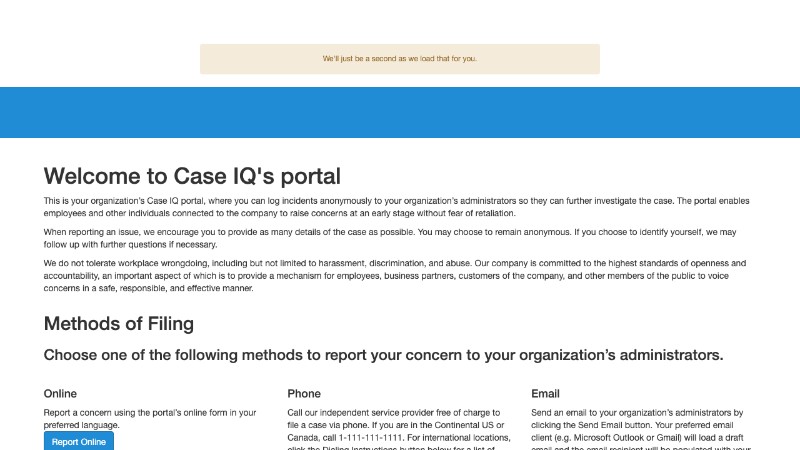 We'll just be a second as we load that for you.
Welcome to Case IQ's portal
This is your organization's Case IQ portal, where you can log incidents anonymously to your organization's administrators so they can further investigate the case. The portal enables
employees and other individuals connected to the company to raise concerns at an early stage without fear of retaliation.
When reporting an issue, we encourage you to provide as many details of the case as possible. You may choose to remain anonymous. If you choose to identify yourself, we may
follow up with further questions if necessary.
We do not tolerate workplace wrongdoing, including but not limited to harassment, discrimination, and abuse. Our company is committed to the highest standards of openness and
accountability, an important aspect of which is to provide a mechanism for employees, business partners, customers of the company, and other members of the public to voice
concerns in a safe, responsible, and effective manner.
Methods of Filing
Choose one of the following methods to report your concern to your organization's administrators.
Online
Report a concern using the portal's online form in your
preferred language.
Report Online
Phone
Call our independent service provider free of charge to
file a case via phone. If you are in the Continental US or
Canada, call 1-111-111-1111. For international locations,
click the Dialing Instructions button below for a list of
Email
Send an email to your organization's administrators by
clicking the Send Email button. Your preferred email
client (e.g. Microsoft Outlook or Gmail) will load a draft
email and the email recipient will be populated with your